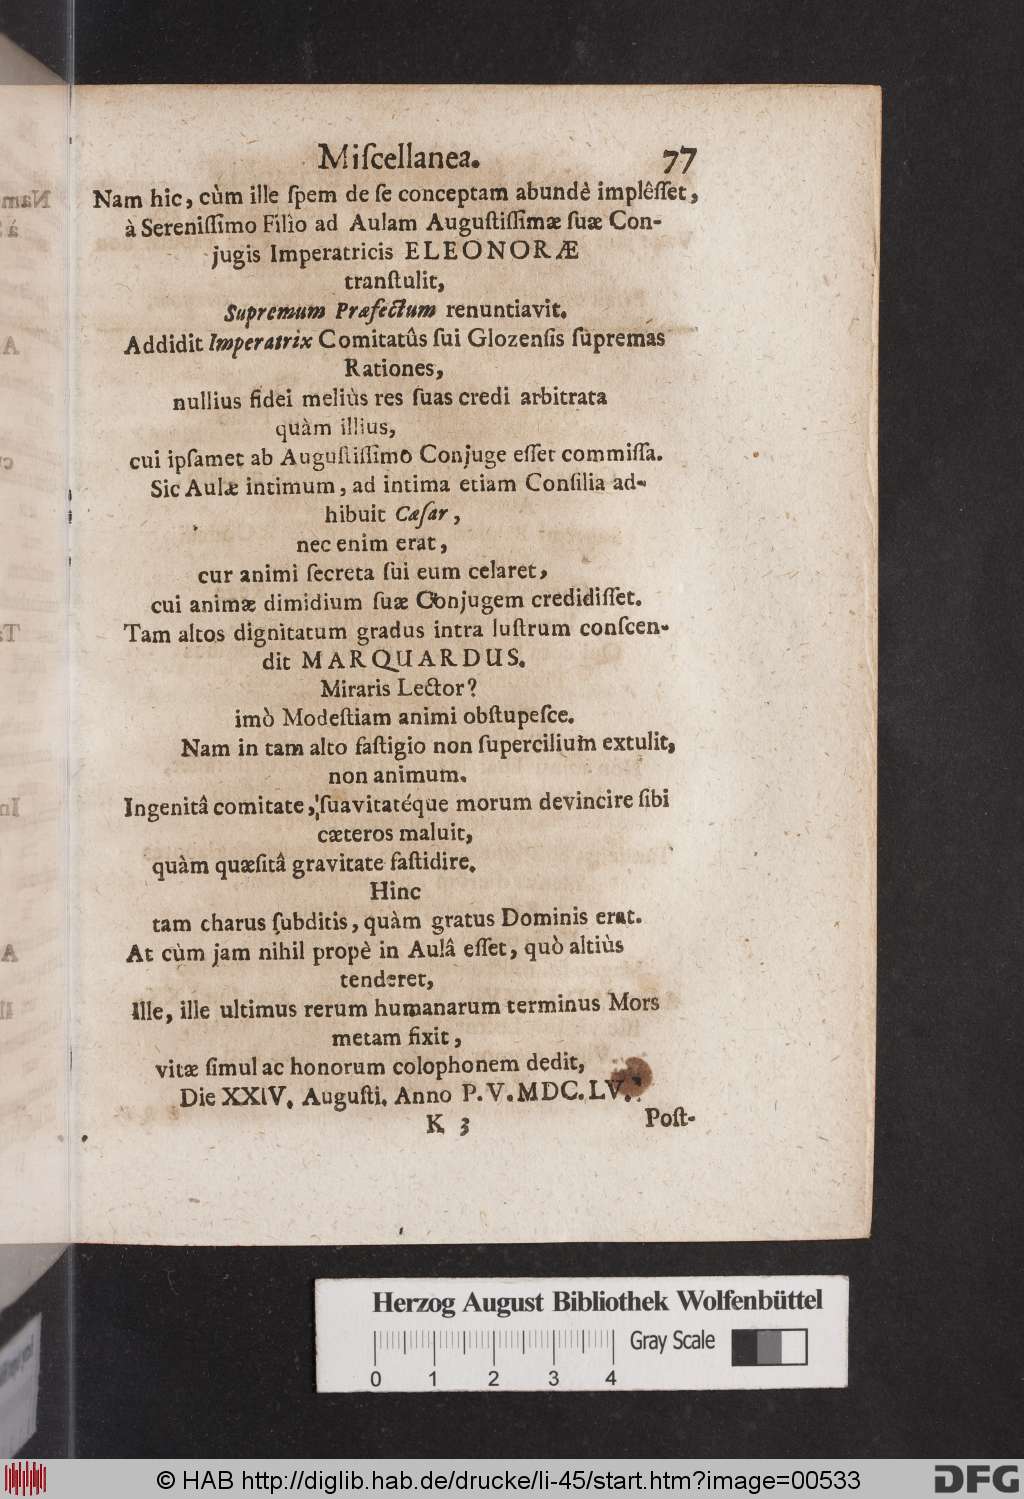 Miſcellanea. 77
Nam hic, cùm ille ſpem de ſe conceptam abundè implêſſet,
à Sereniſſimo Filio ad Aulam Auguſtiſſimæ ſuæ Con-
jugis Imperatricis ELEONORÆ
tranſtulit,
Supremum Præfectum renuntiavit.
Addidit Imperatrix Comitatûs ſui Glozenſis ſupremas
Rationes,
nullius fidei meliùs res ſuas credi arbitrata
quàm illius,
cui ipſamet ab Auguſtiſſimo Conjuge eſſet commiſſa.
Sic Aulæ intimum, ad intima etiam Conſilia ad-
hibuit Cæſar,
nec enim erat,
cur animi ſecreta ſui eum celaret,
cui animæ dimidium ſuæ Conjugem credidiſſet.
Tam altos dignitatum gradus intra luſtrum conſcen-
dit MARQUARDUS.
Miraris Lector?
imò Modeſtiam animi obſtupeſce.
Nam in tam alto faſtigio non ſupercilium extulit,
non animum.
Ingenitâ comitate, ſuavitatéque morum devincire ſibi
cæteros maluit,
quàm quæſitâ gravitate faſtidire.
Hinc
tam charus ſubditis, quàm gratus Dominis erat.
At cùm jam nihil propè in Aulâ eſſet, quò altiùs
tenderet,
Ille, ille ultimus rerum humanarum terminus Mors
metam fixit,
vitæ ſimul ac honorum colophonem dedit,
Die XXIV. Auguſti. Anno P.V.MDC.LV.
K 3 Poſt-
Herzog August Bibliothek Wolfenbüttel
Gray Scale
0 1 2 3 4
© HAB http://diglib.hab.de/drucke/li-45/start.htm?image=00533
DFG